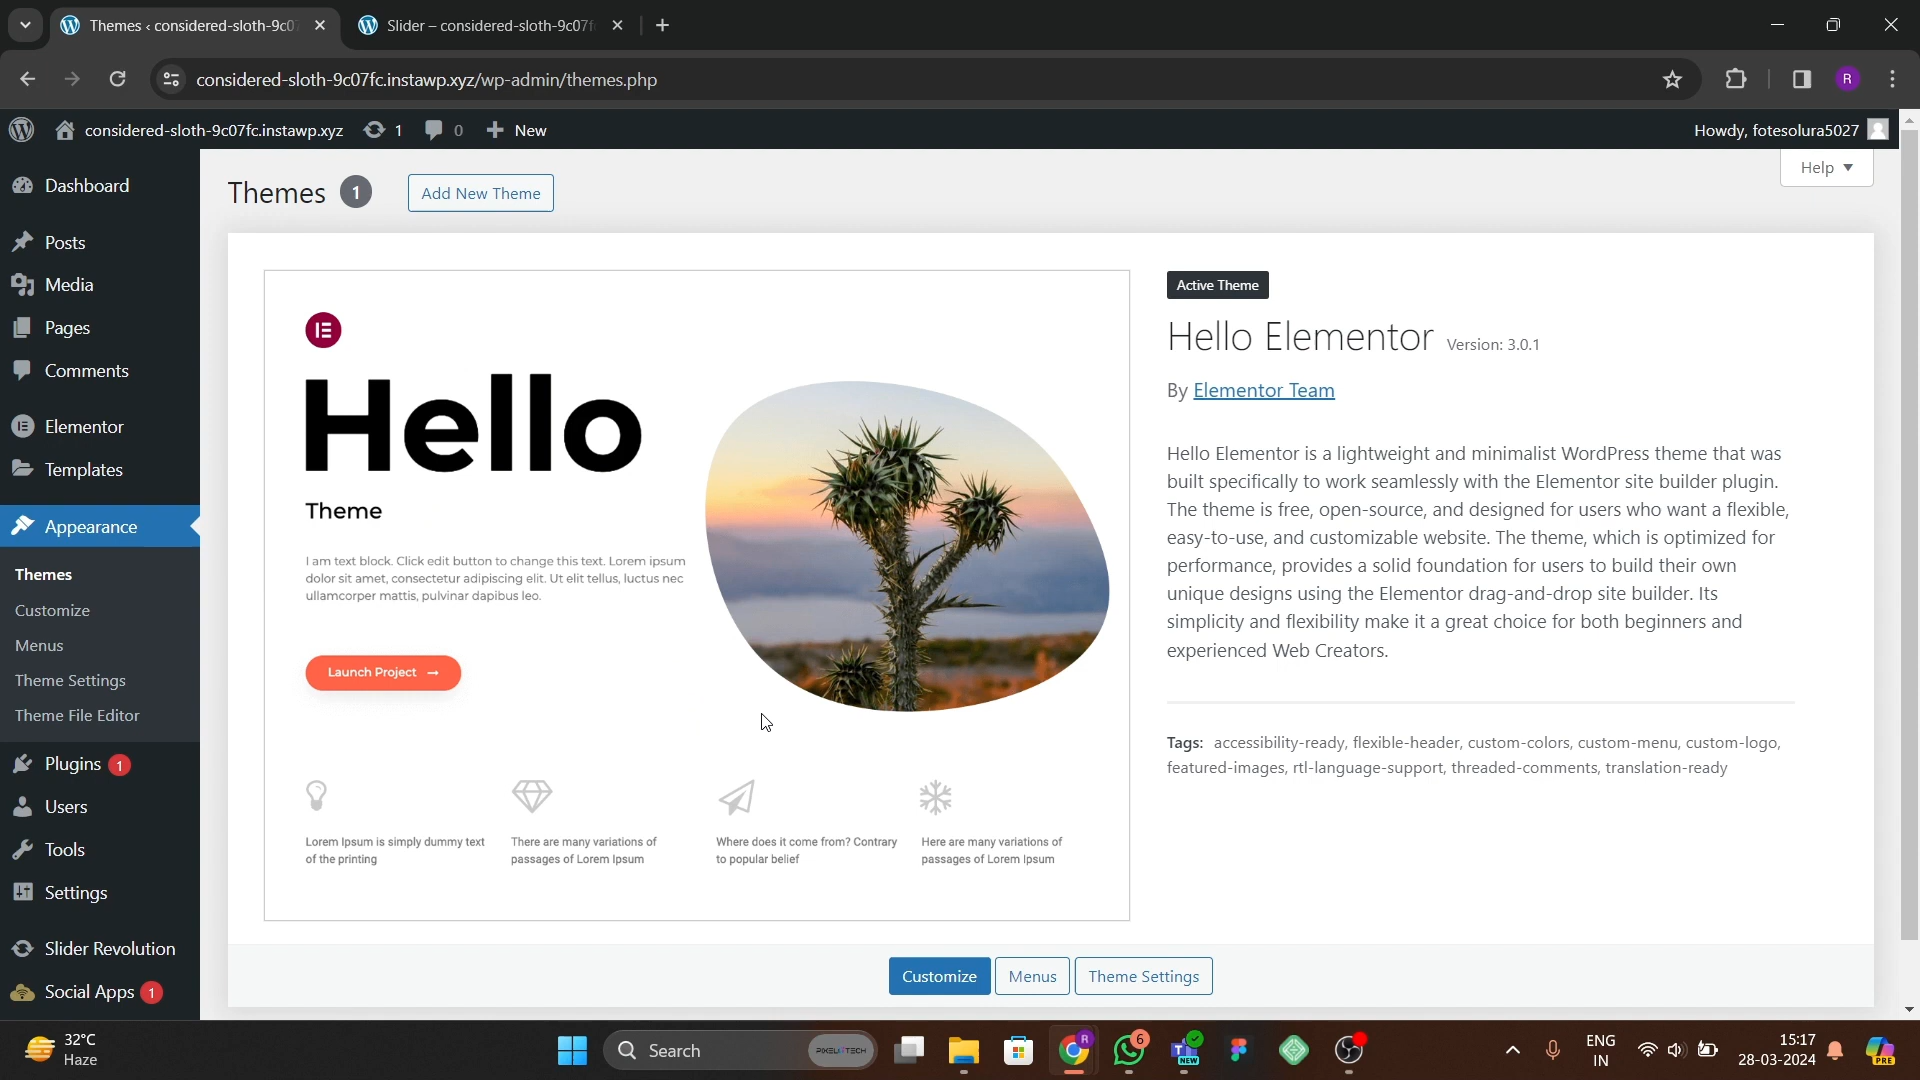 Themes ‹ considered-sloth-9c07
Slider – considered-sloth-9c07f
considered-sloth-9c07fc.instawp.xyz/wp-admin/themes.php
R
considered-sloth-9c07fc.instawp.xyz
1
0
New
Howdy, fotesolura5027
Help
Dashboard
Posts
Media
Pages
Comments
Elementor
Templates
Appearance
Themes
Customize
Menus
Theme Settings
Theme File Editor
Plugins 1
Users
Tools
Settings
Slider Revolution
Social Apps 1
Themes 1
Add New Theme
Hello
Theme
I am text block. Click edit button to change this text. Lorem ipsum
dolor sit amet, consectetur adipiscing elit. Ut elit tellus, luctus nec
ullamcorper mattis, pulvinar dapibus leo.
Launch Project →
Lorem Ipsum is simply dummy text
of the printing
There are many variations of
passages of Lorem Ipsum
Where does it come from? Contrary
to popular belief
Here are many variations of
passages of Lorem Ipsum
Active Theme
Hello Elementor Version: 3.0.1
By Elementor Team
Hello Elementor is a lightweight and minimalist WordPress theme that was
built specifically to work seamlessly with the Elementor site builder plugin.
The theme is free, open-source, and designed for users who want a flexible,
easy-to-use, and customizable website. The theme, which is optimized for
performance, provides a solid foundation for users to build their own
unique designs using the Elementor drag-and-drop site builder. Its
simplicity and flexibility make it a great choice for both beginners and
experienced Web Creators.
Tags: accessibility-ready, flexible-header, custom-colors, custom-menu, custom-logo,
featured-images, rtl-language-support, threaded-comments, translation-ready
Customize
Menus
Theme Settings
32°C
Haze
Search
R
6
NEW
ENG
IN
15:17
28-03-2024
PRE